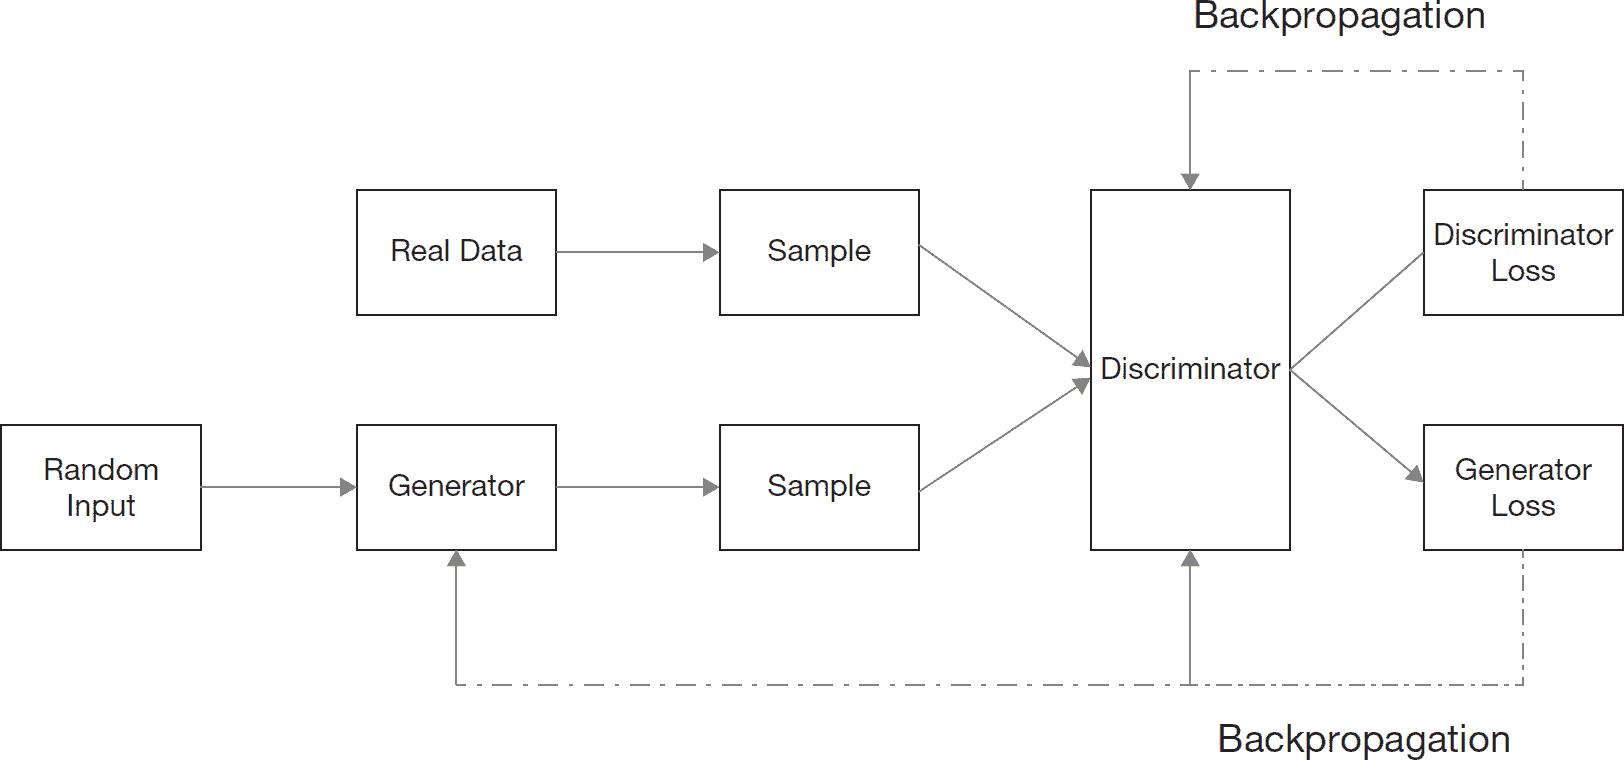 Backpropagation
Real Data
Sample
Discriminator
Loss
Discriminator
Random
Input
Generator
Sample
Generator
Loss
Backpropagation